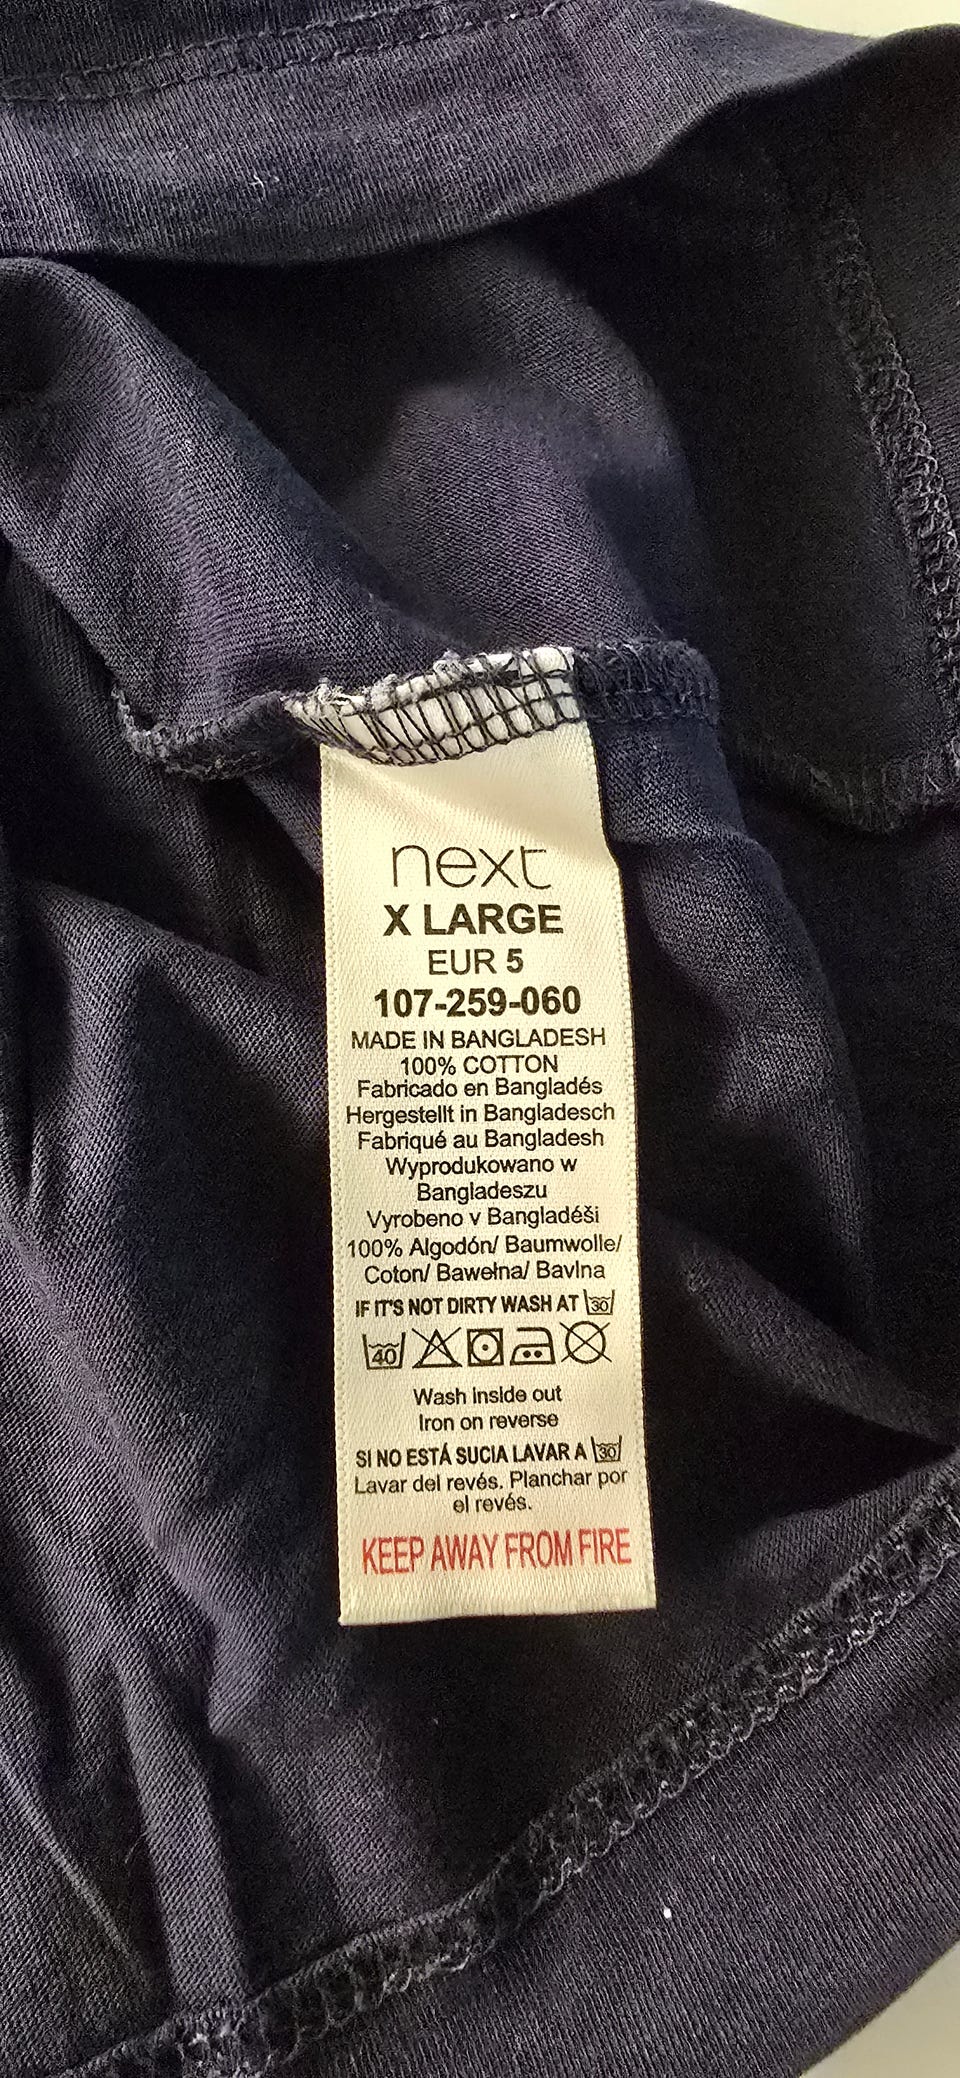 next
X LARGE
EUR 5
107-259-060
MADE IN BANGLADESH
100% COTTON
Fabricado en Bangladés
Hergestellt in Bangladesch
Fabriqué au Bangladesh
Wyprodukowano w
Bangladeszu
Vyrobeno v Bangladéši
100% Algodón/ Baumwolle/
Coton/ Bawełna/ Bavlna
IF IT'S NOT DIRTY WASH AT 30
40
Wash inside out
Iron on reverse
SI NO ESTÁ SUCIA LAVAR A 30
Lavar del revés. Planchar por
el revés.
KEEP AWAY FROM FIRE